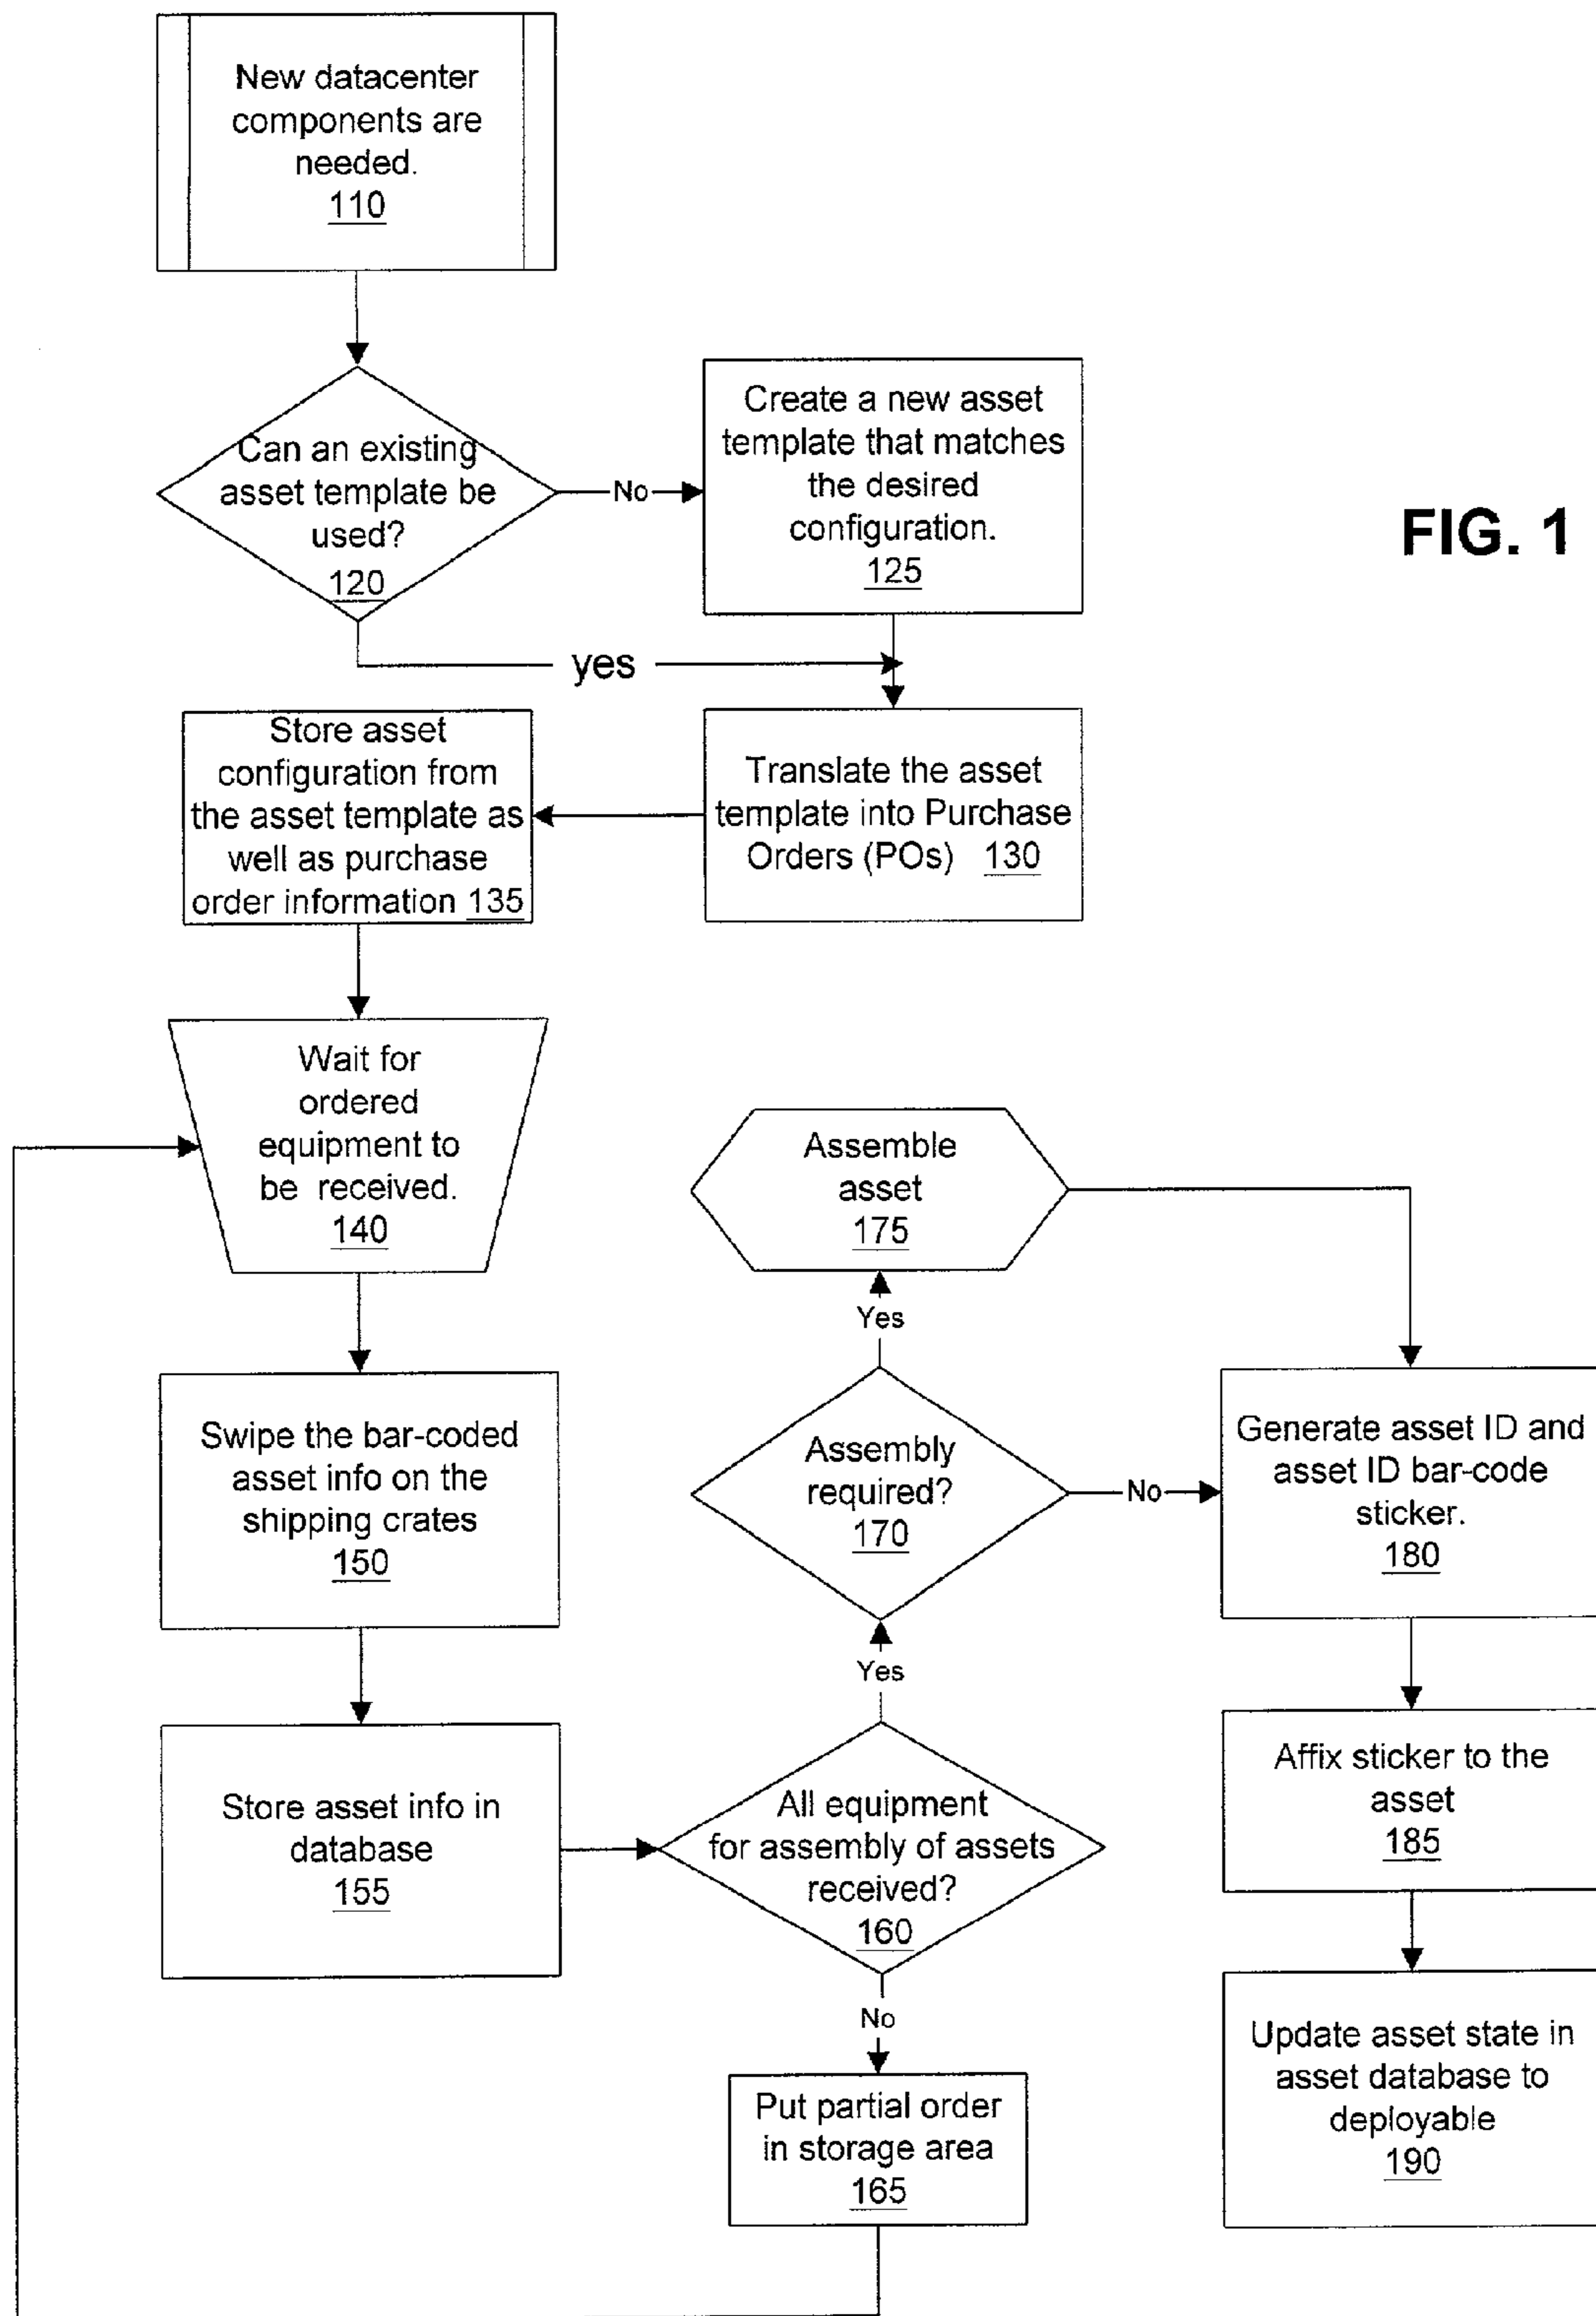 New datacenter
components are
needed.
110
Can an existing
asset template be
used?
120
No
Create a new asset
template that matches
the desired
configuration.
125
FIG. 1
yes
Store asset
configuration from
the asset template as
well as purchase
order information 135
Translate the asset
template into Purchase
Orders (POs) 130
Wait for
ordered
equipment to
be received.
140
Assemble
asset
175
Yes
Swipe the bar-coded
asset info on the
shipping crates
150
Assembly
required?
170
No
Generate asset ID and
asset ID bar-code
sticker.
180
Yes
Store asset info in
database
155
All equipment
for assembly of assets
received?
160
Affix sticker to the
asset
185
No
Put partial order
in storage area
165
Update asset state in
asset database to
deployable
190